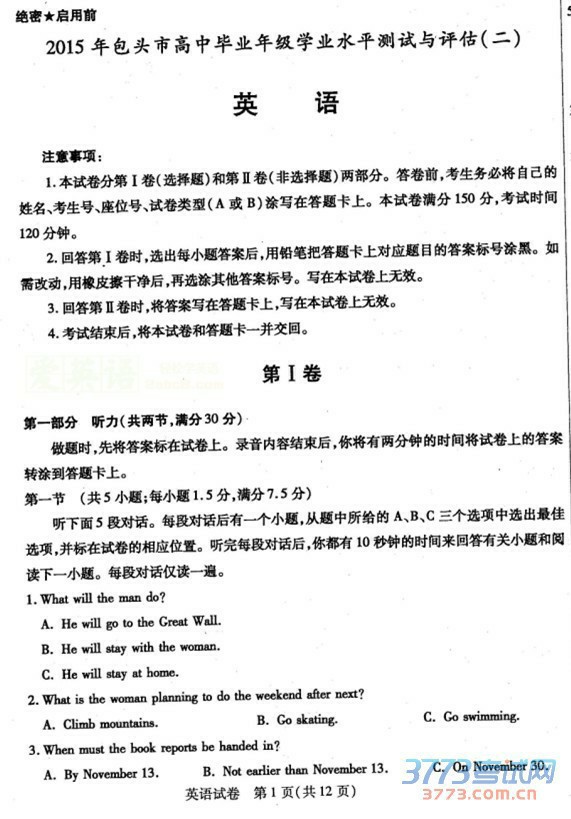 绝密★启用前
2015年包头市高中毕业年级学业水平测试与评估(二)
英 语
注意事项:
1.本试卷分第Ⅰ卷(选择题)和第Ⅱ卷(非选择题)两部分。答卷前,考生务必将自己的
姓名、考生号、座位号、试卷类型(A或B)涂写在答题卡上。本试卷满分150分,考试时间
120分钟。
2.回答第Ⅰ卷时,选出每小题答案后,用铅笔把答题卡上对应题目的答案标号涂黑。如
需改动,用橡皮擦干净后,再选涂其他答案标号。写在本试卷上无效。
3.回答第Ⅱ卷时,将答案写在答题卡上,写在本试卷上无效。
4.考试结束后,将本试卷和答题卡一并交回。
第Ⅰ卷
第一部分 听力(共两节,满分30分)
做题时,先将答案标在试卷上。录音内容结束后,你将有两分钟的时间将试卷上的答案
转涂到答题卡上。
第一节 (共5小题;每小题1.5分,满分7.5分)
听下面5段对话。每段对话后有一个小题,从题中所给的A、B、C三个选项中选出最佳
选项,并标在试卷的相应位置。听完每段对话后,你都有10秒钟的时间来回答有关小题和阅
读下一小题。每段对话仅读一遍。
1. What will the man do?
A. He will go to the Great Wall.
B. He will stay with the woman.
C. He will stay at home.
2. What is the woman planning to do the weekend after next?
A. Climb mountains. B. Go skating. C. Go swimming.
3. When must the book reports be handed in?
A. By November 13. B. Not earlier than November 13. C. On November 30.
英语试卷 第1页(共12页)
3773考试网
3773.com.cn